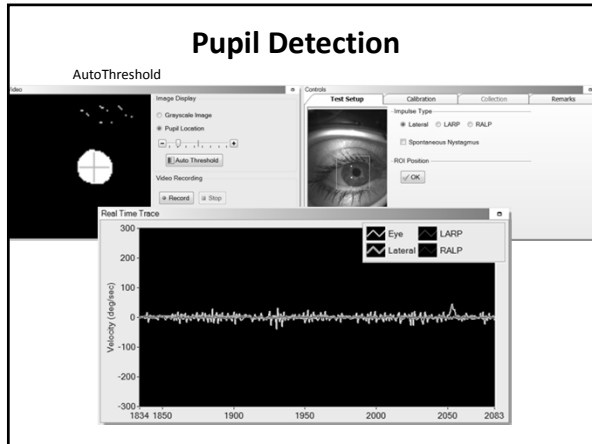 Pupil Detection
AutoThreshold
Video
Image Display
Grayscale Image
Pupil Location
Auto Threshold
Video Recording
Record Stop
Controls
Test Setup Calibration Collection Remarks
Impulse Type
Lateral LARP RALP
Spontaneous Nystagmus
ROI Position
OK
Real Time Trace
Eye LARP
Lateral RALP
Velocity (deg/sec)
300
200
100
0
-100
-200
-300
1834 1850 1900 1950 2000 2050 2083